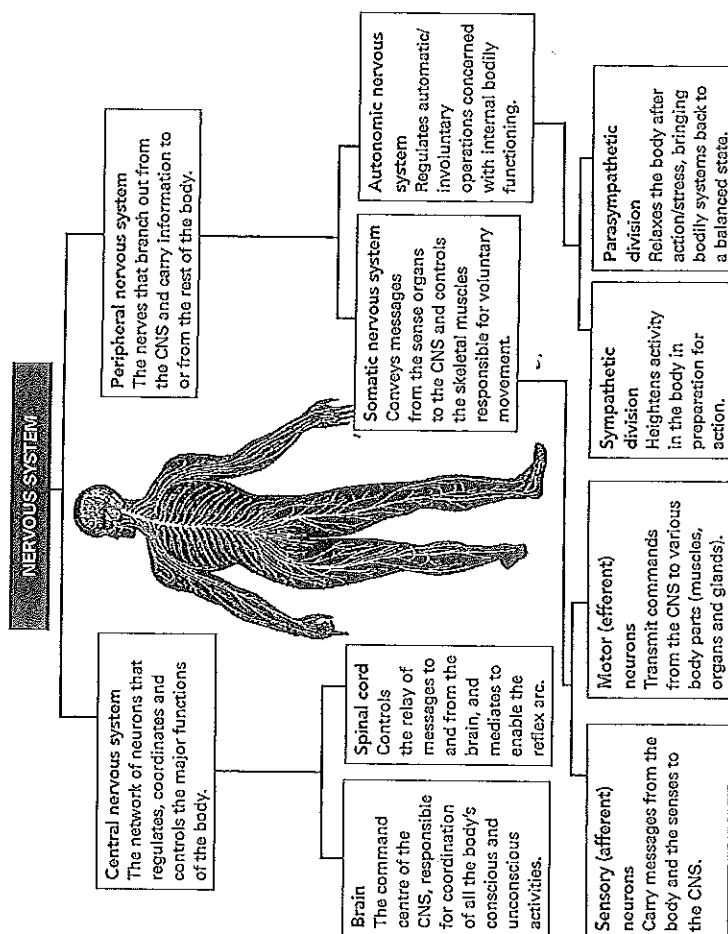 NERVOUS SYSTEM
Central nervous system
The network of neurons that
regulates, coordinates and
controls the major functions
of the body.
Peripheral nervous system
The nerves that branch out from
the CNS and carry information to
or from the rest of the body.
Brain
The command
centre of the
CNS, responsible
for coordination
of all the body's
conscious and
unconscious
activities.
Spinal cord
Controls
the relay of
messages to
and from the
brain, and
mediates to
enable the
reflex arc.
Somatic nervous system
Conveys messages
from the sense organs
to the CNS and controls
the skeletal muscles
responsible for voluntary
movement.
Autonomic nervous
system
Regulates automatic/
involuntary
operations concerned
with internal bodily
functioning.
Sensory (afferent)
neurons
Carry messages from the
body and the senses to
the CNS.
Motor (efferent)
neurons
Transmit commands
from the CNS to various
body parts (muscles,
organs and glands).
Sympathetic
division
Heightens activity
in the body in
preparation for
action.
Parasympathetic
division
Relaxes the body after
action/stress, bringing
bodily systems back to
a balanced state.